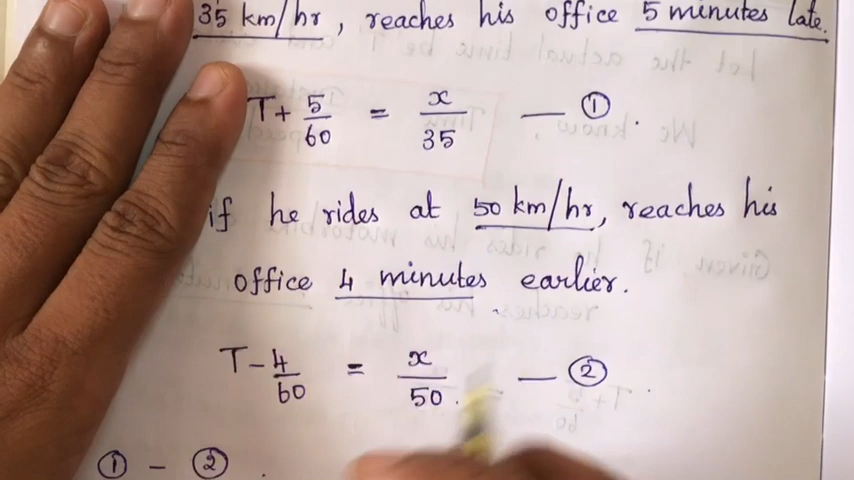 35 km/hr, reaches his office 5 minutes late.
T + 5/60 = x/35 — ①.
if he rides at 50 km/hr, reaches his
office 4 minutes earlier.
T - 4/60 = x/50. — ②.
① - ②.